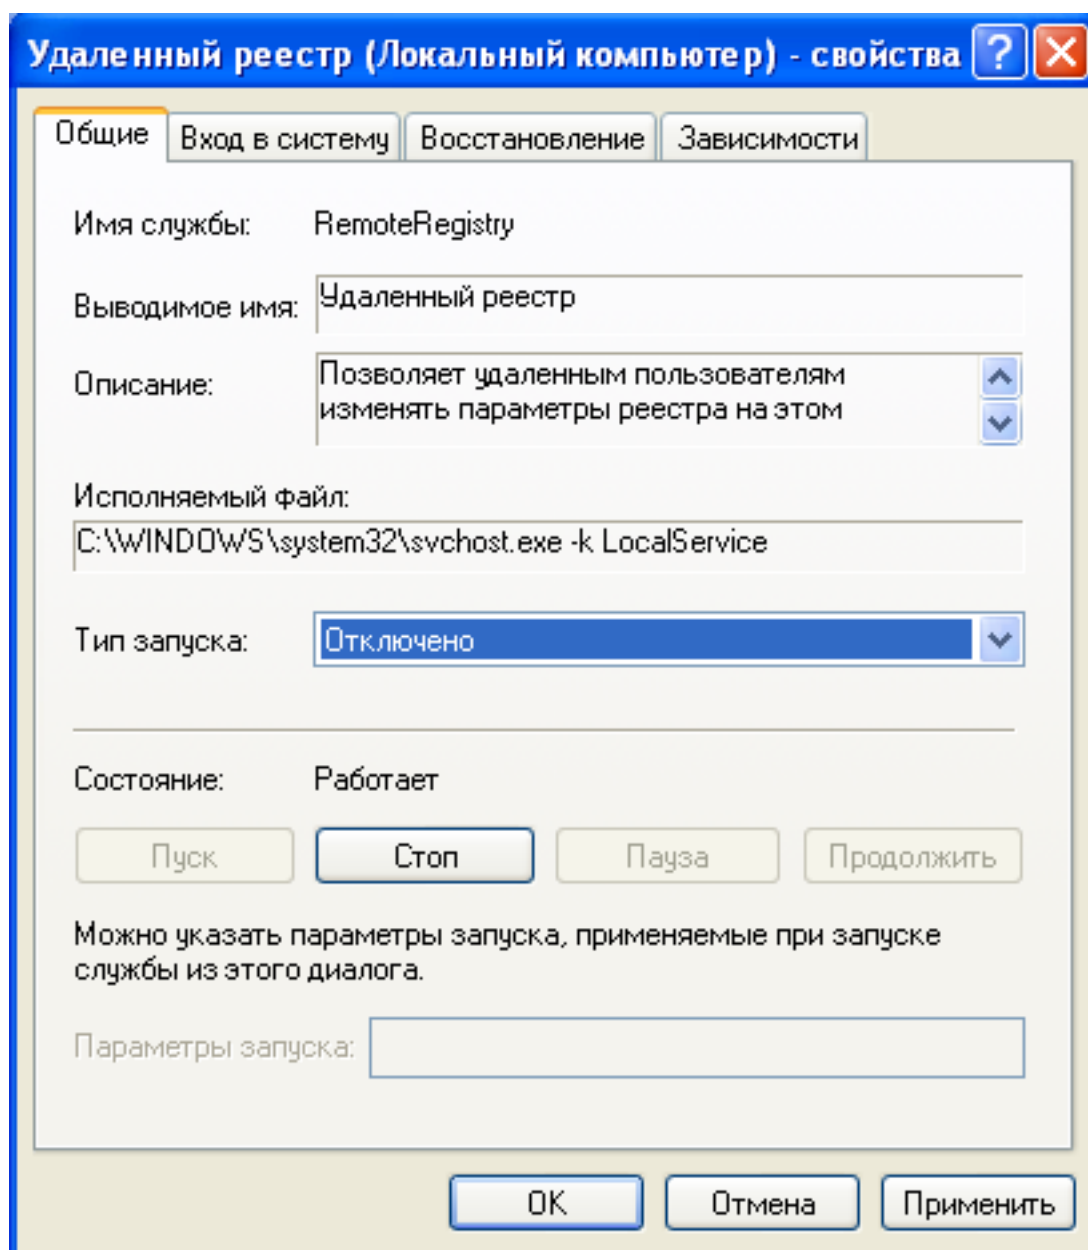 Удаленный реестр (Локальный компьютер) - свойства
Общие Вход в систему Восстановление Зависимости
Имя службы: RemoteRegistry
Выводимое имя: Удаленный реестр
Описание: Позволяет удаленным пользователям
изменять параметры реестра на этом
Исполняемый файл:
C:\WINDOWS\system32\svchost.exe -k LocalService
Тип запуска: Отключено
Состояние: Работает
Пуск Стоп Пауза Продолжить
Можно указать параметры запуска, применяемые при запуске
службы из этого диалога.
Параметры запуска:
OK Отмена Применить